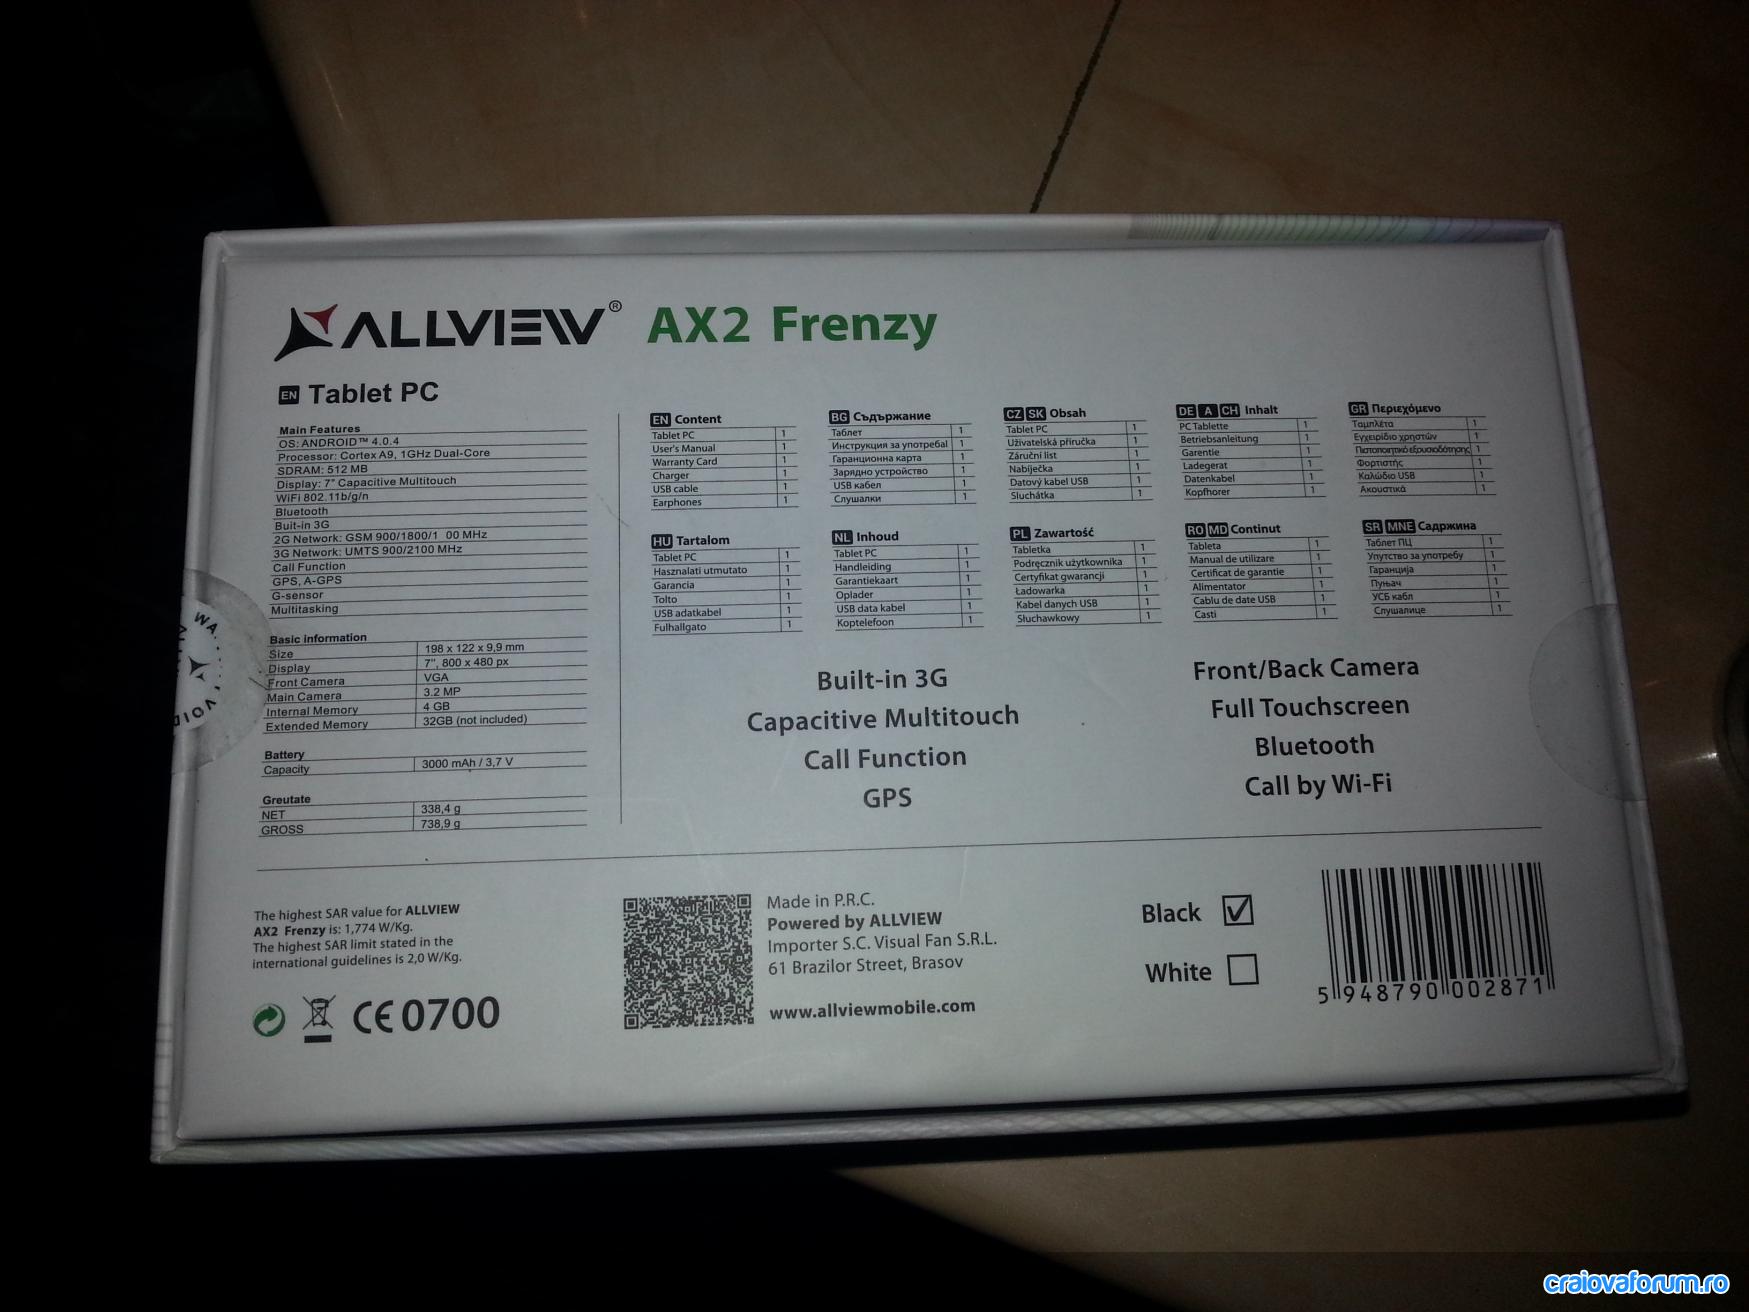 ALLVIEW® AX2 Frenzy
EN Tablet PC
Main Features
OS: ANDROID™ 4.0.4
Processor: Cortex A9, 1GHz Dual-Core
SDRAM: 512 MB
Display: 7" Capacitive Multitouch
WiFi 802.11b/g/n
Bluetooth
Buit-in 3G
2G Network: GSM 900/1800/1 00 MHz
3G Network: UMTS 900/2100 MHz
Call Function
GPS, A-GPS
G-sensor
Multitasking
Basic information
Size 198 x 122 x 9,9 mm
Display 7", 800 x 480 px
Front Camera VGA
Main Camera 3.2 MP
Internal Memory 4 GB
Extended Memory 32GB (not included)
Battery
Capacity 3000 mAh / 3,7 V
Greutate
NET 338,4 g
GROSS 738,9 g
EN Content
Tablet PC 1
User's Manual 1
Warranty Card 1
Charger 1
USB cable 1
Earphones 1
BG Съдържание
Таблет 1
Инструкция за употребаl 1
Гаранционна карта 1
Зарядно устройство 1
USB кабел 1
Слушалки 1
CZ SK Obsah
Tablet PC 1
Uživatelská příručka 1
Záruční list 1
Nabíječka 1
Datový kabel USB 1
Sluchátka 1
DE A CH Inhalt
PC Tablette 1
Betriebsanleitung 1
Garentie 1
Ladegerat 1
Datenkabel 1
Kopfhorer 1
GR Περιεχόμενο
Ταμπλέτα 1
Εγχειρίδιο χρηστών 1
Πιστοποιητικό εξουσιοδότησης 1
Φορτιστής 1
Καλώδιο USB 1
Ακουστικά 1
HU Tartalom
Tablet PC 1
Hasznalati utmutato 1
Garancia 1
Tolto 1
USB adatkabel 1
Fulhallgato 1
NL Inhoud
Tablet PC 1
Handleiding 1
Garantiekaart 1
Oplader 1
USB data kabel 1
Koptelefoon 1
PL Zawartość
Tabletka 1
Podręcznik użytkownika 1
Certyfikat gwarancji 1
Ładowarka 1
Kabel danych USB 1
Słuchawkowy 1
RO MD Continut
Tableta 1
Manual de utilizare 1
Certificat de garantie 1
Alimentator 1
Cablu de date USB 1
Casti 1
SR MNE Садржина
Таблет ПЦ 1
Упутство за употребу 1
Гаранција 1
Пуњач 1
УСБ кабл 1
Слушалице 1
Built-in 3G
Capacitive Multitouch
Call Function
GPS
Front/Back Camera
Full Touchscreen
Bluetooth
Call by Wi-Fi
The highest SAR value for ALLVIEW
AX2 Frenzy is: 1,774 W/Kg.
The highest SAR limit stated in the
international guidelines is 2,0 W/Kg.
CE 0700
Made in P.R.C.
Powered by ALLVIEW
Importer S.C. Visual Fan S.R.L.
61 Brazilor Street, Brasov
www.allviewmobile.com
Black
White
5 948790 002871
VOID
craiovaforum.ro